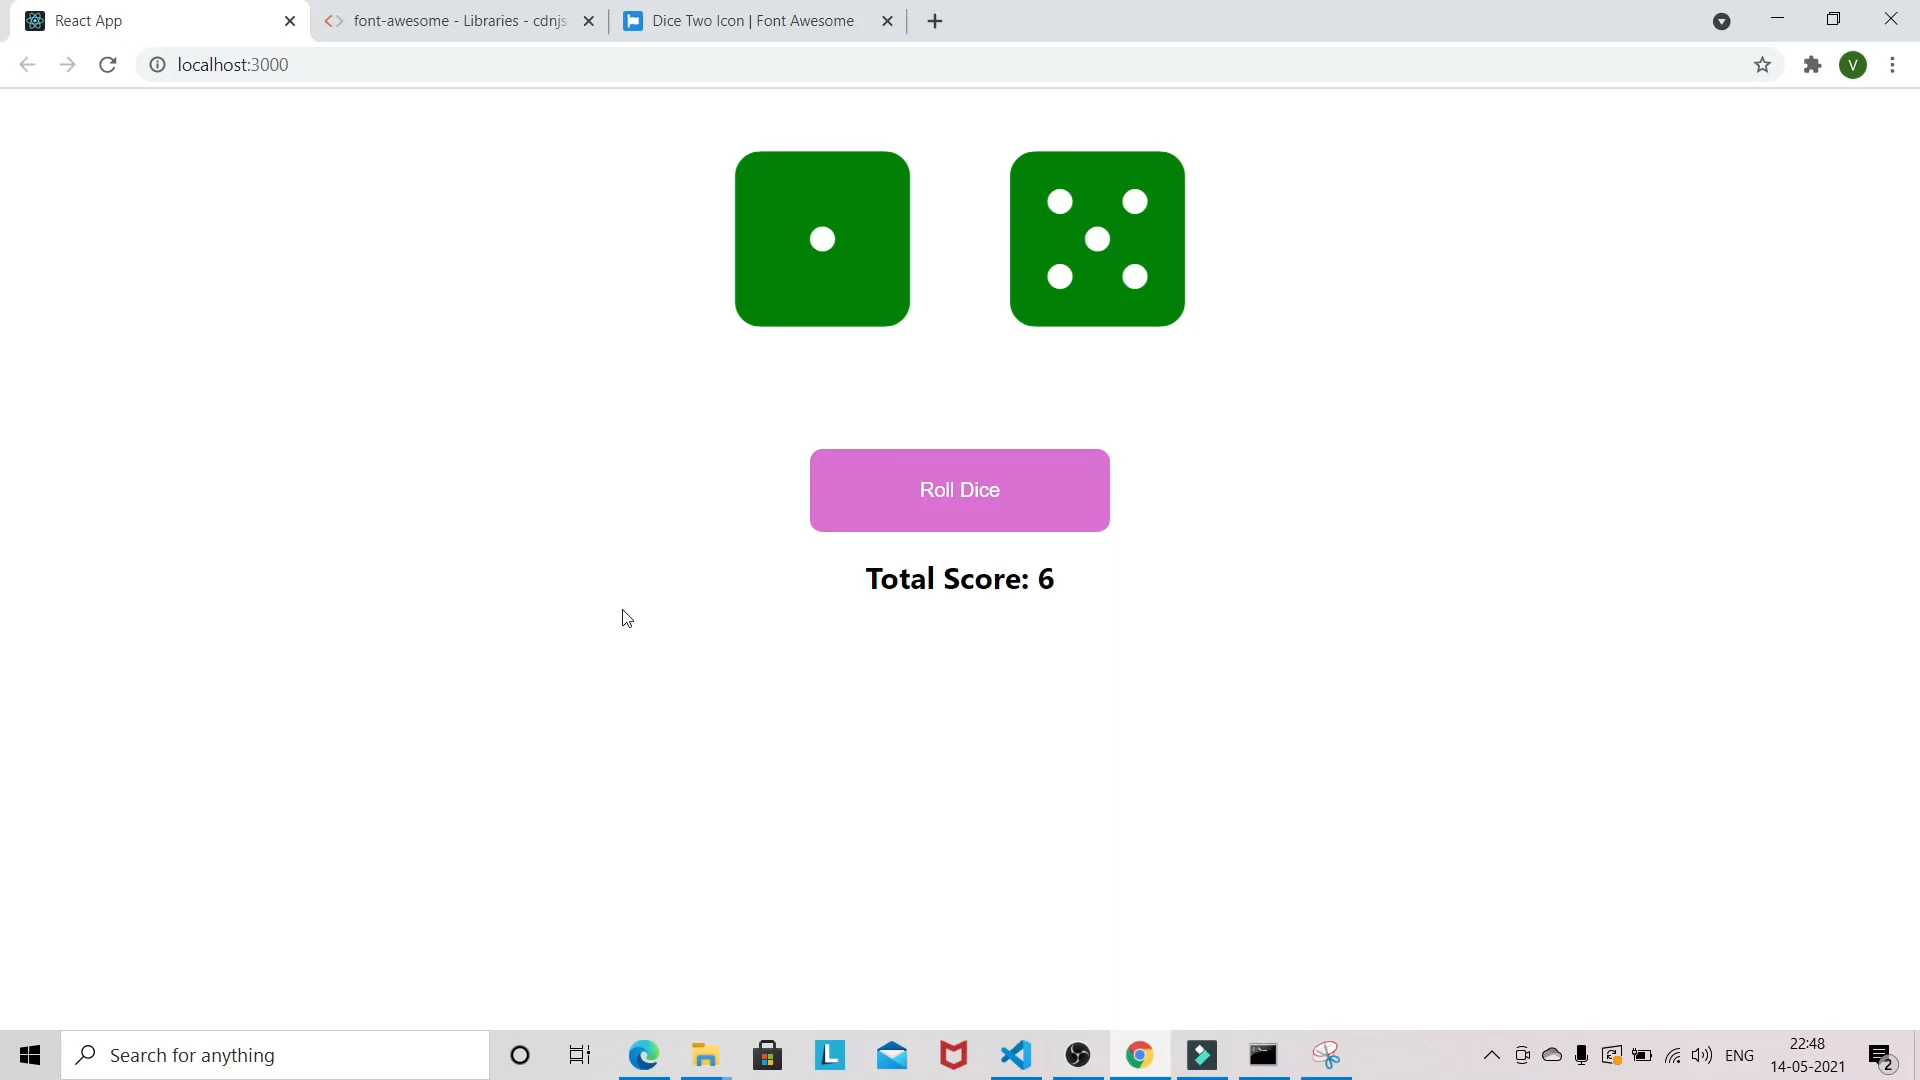 React App
font-awesome - Libraries - cdnjs
Dice Two Icon | Font Awesome
localhost:3000
V
Roll Dice
Total Score: 6
Search for anything
L
ENG
22:48
14-05-2021
2